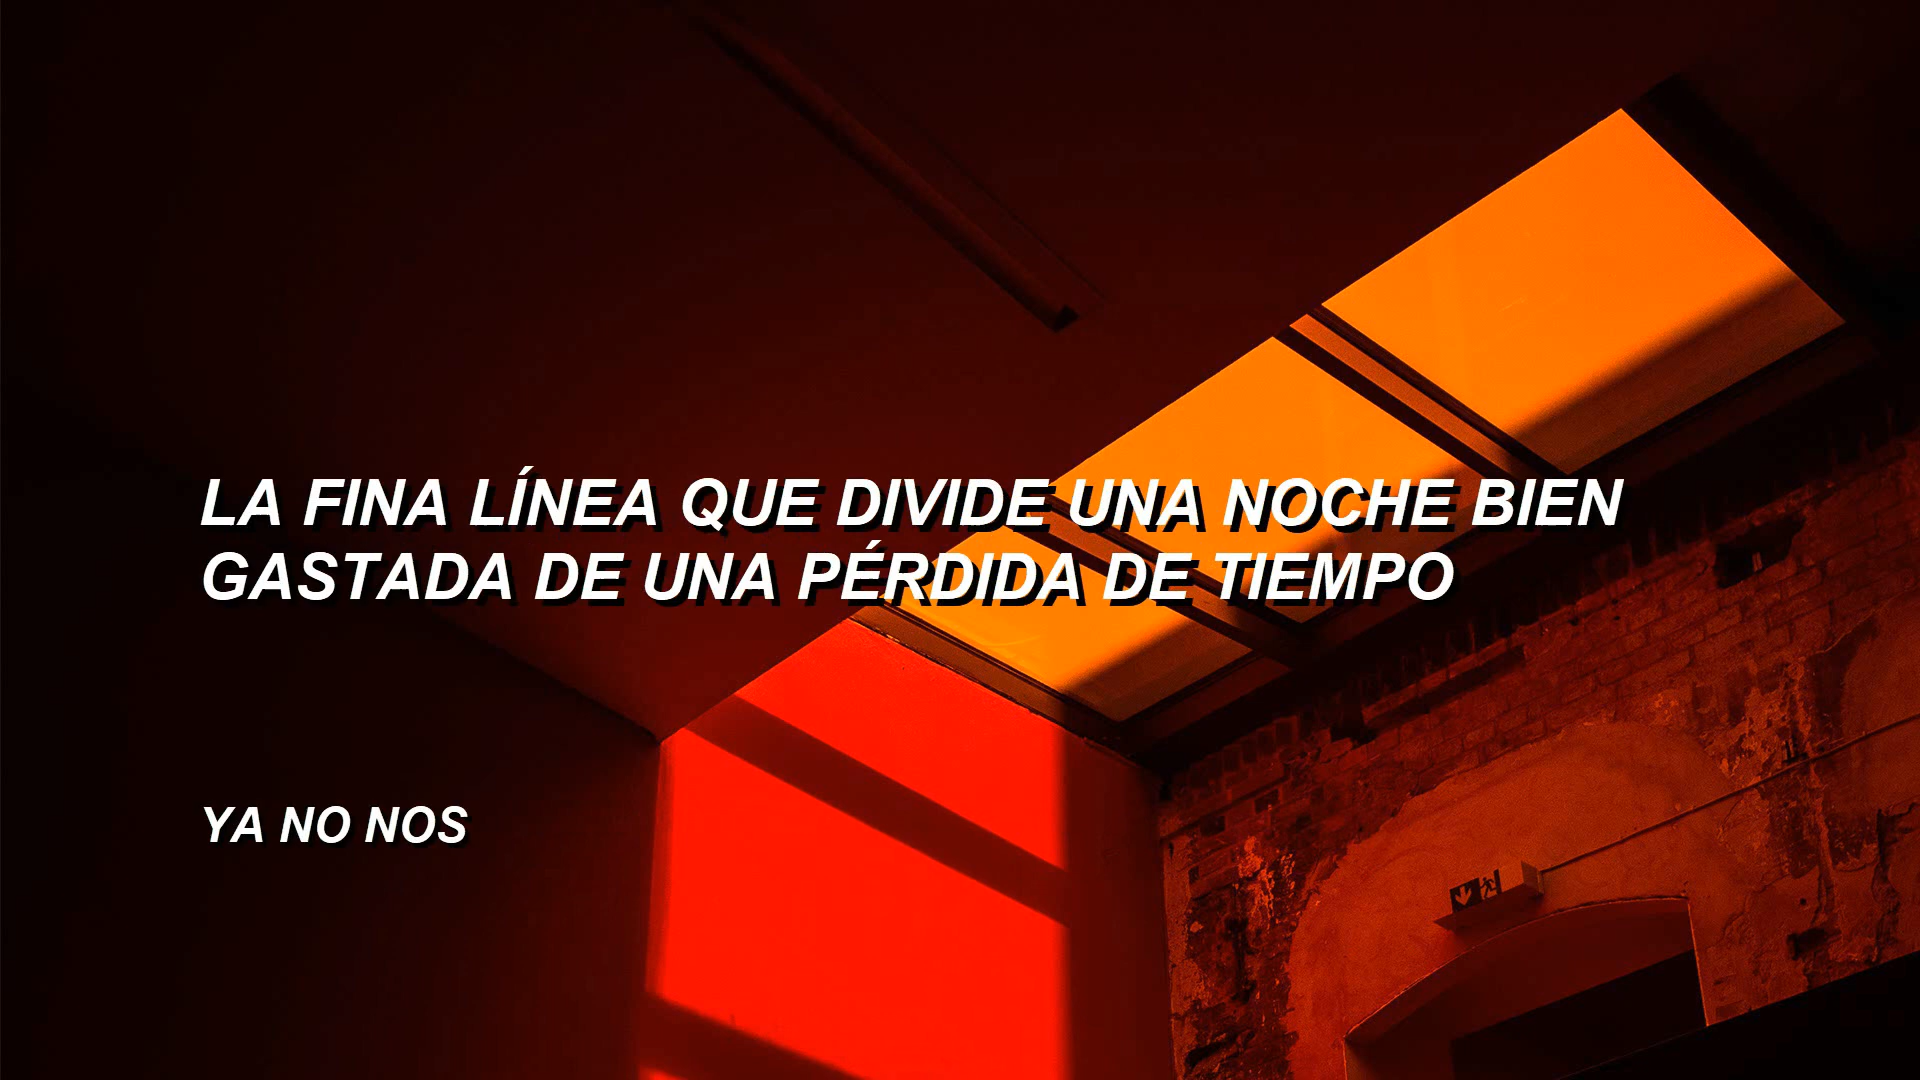 LA FINA LÍNEA QUE DIVIDE UNA NOCHE BIEN
GASTADA DE UNA PÉRDIDA DE TIEMPO
YA NO NOS